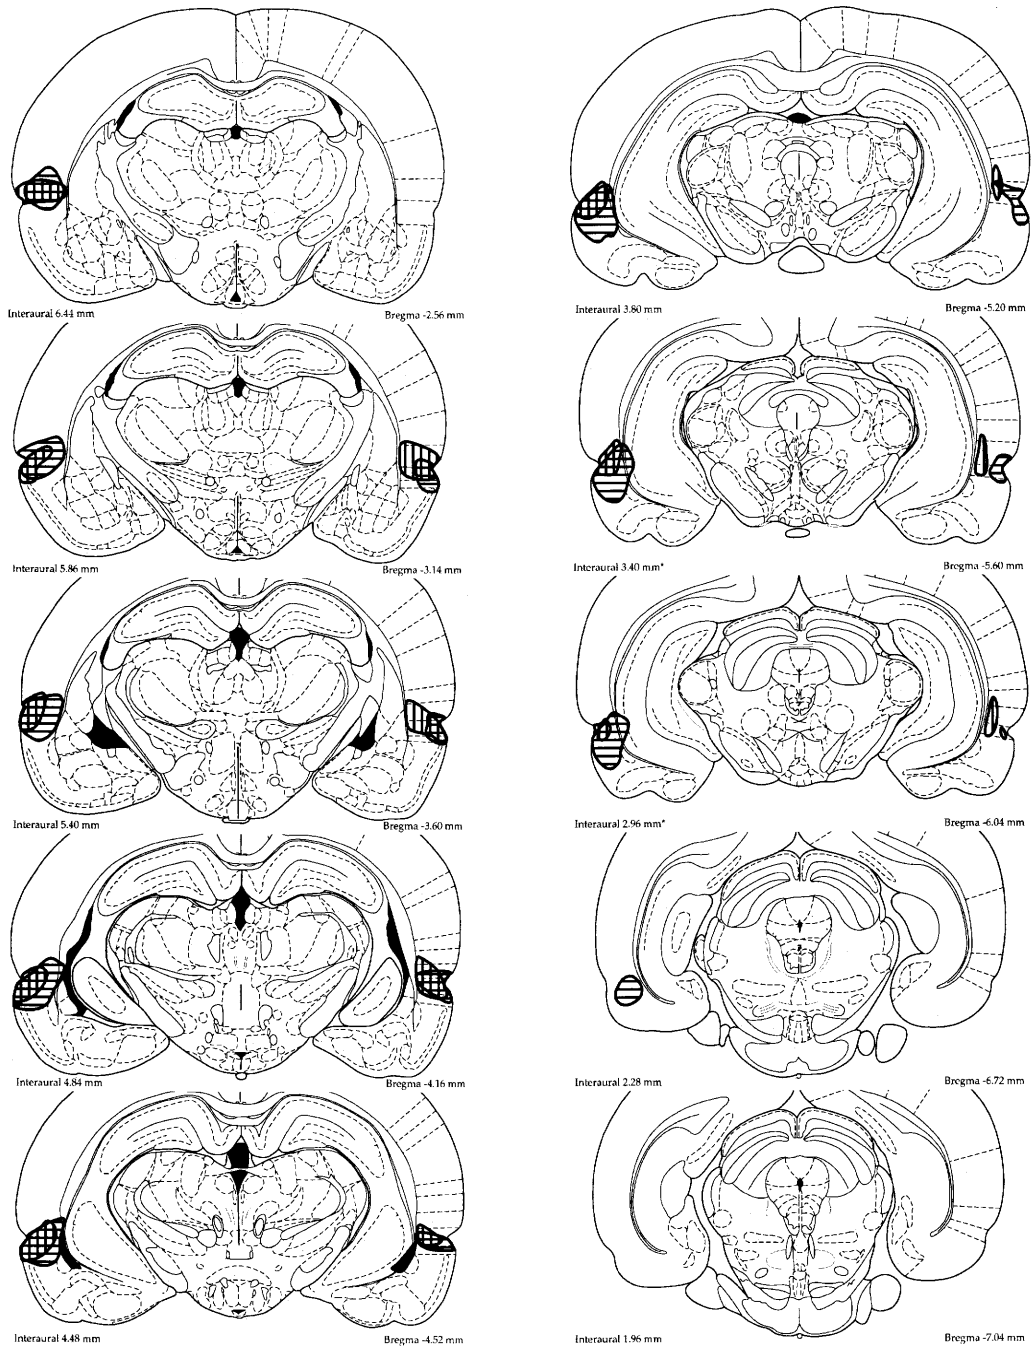 Interaural 6.44 mm
Bregma -2.56 mm
Interaural 5.86 mm
Bregma -3.14 mm
Interaural 5.40 mm
Bregma -3.60 mm
Interaural 4.84 mm
Bregma -4.16 mm
Interaural 4.48 mm
Bregma -4.52 mm
Interaural 3.80 mm
Bregma -5.20 mm
Interaural 3.40 mm*
Bregma -5.60 mm
Interaural 2.96 mm*
Bregma -6.04 mm
Interaural 2.28 mm
Bregma -6.72 mm
Interaural 1.96 mm
Bregma -7.04 mm